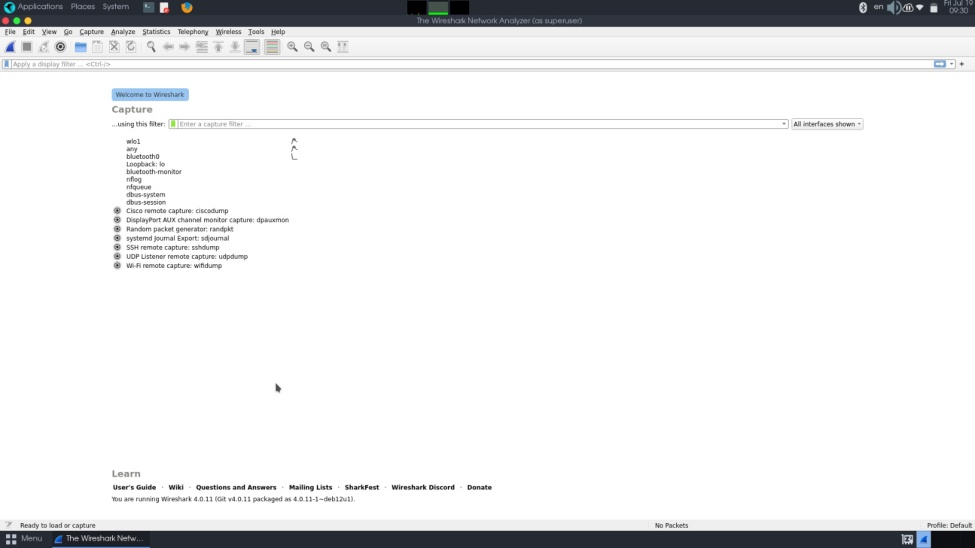 Applications Places System en Fri Jul 19
09:30
The Wireshark Network Analyzer (as superuser)
File Edit View Go Capture Analyze Statistics Telephony Wireless Tools Help
Apply a display filter ... <Ctrl-/>
Welcome to Wireshark
Capture
...using this filter: Enter a capture filter ... All interfaces shown
wlo1
any
bluetooth0
Loopback: lo
bluetooth-monitor
nflog
nfqueue
dbus-system
dbus-session
Cisco remote capture: ciscodump
DisplayPort AUX channel monitor capture: dpauxmon
Random packet generator: randpkt
systemd Journal Export: sdjournal
SSH remote capture: sshdump
UDP Listener remote capture: udpdump
Wi-Fi remote capture: wifidump
Learn
User's Guide · Wiki · Questions and Answers · Mailing Lists · SharkFest · Wireshark Discord · Donate
You are running Wireshark 4.0.11 (Git v4.0.11 packaged as 4.0.11-1~deb12u1).
Ready to load or capture No Packets Profile: Default
Menu The Wireshark Netw...